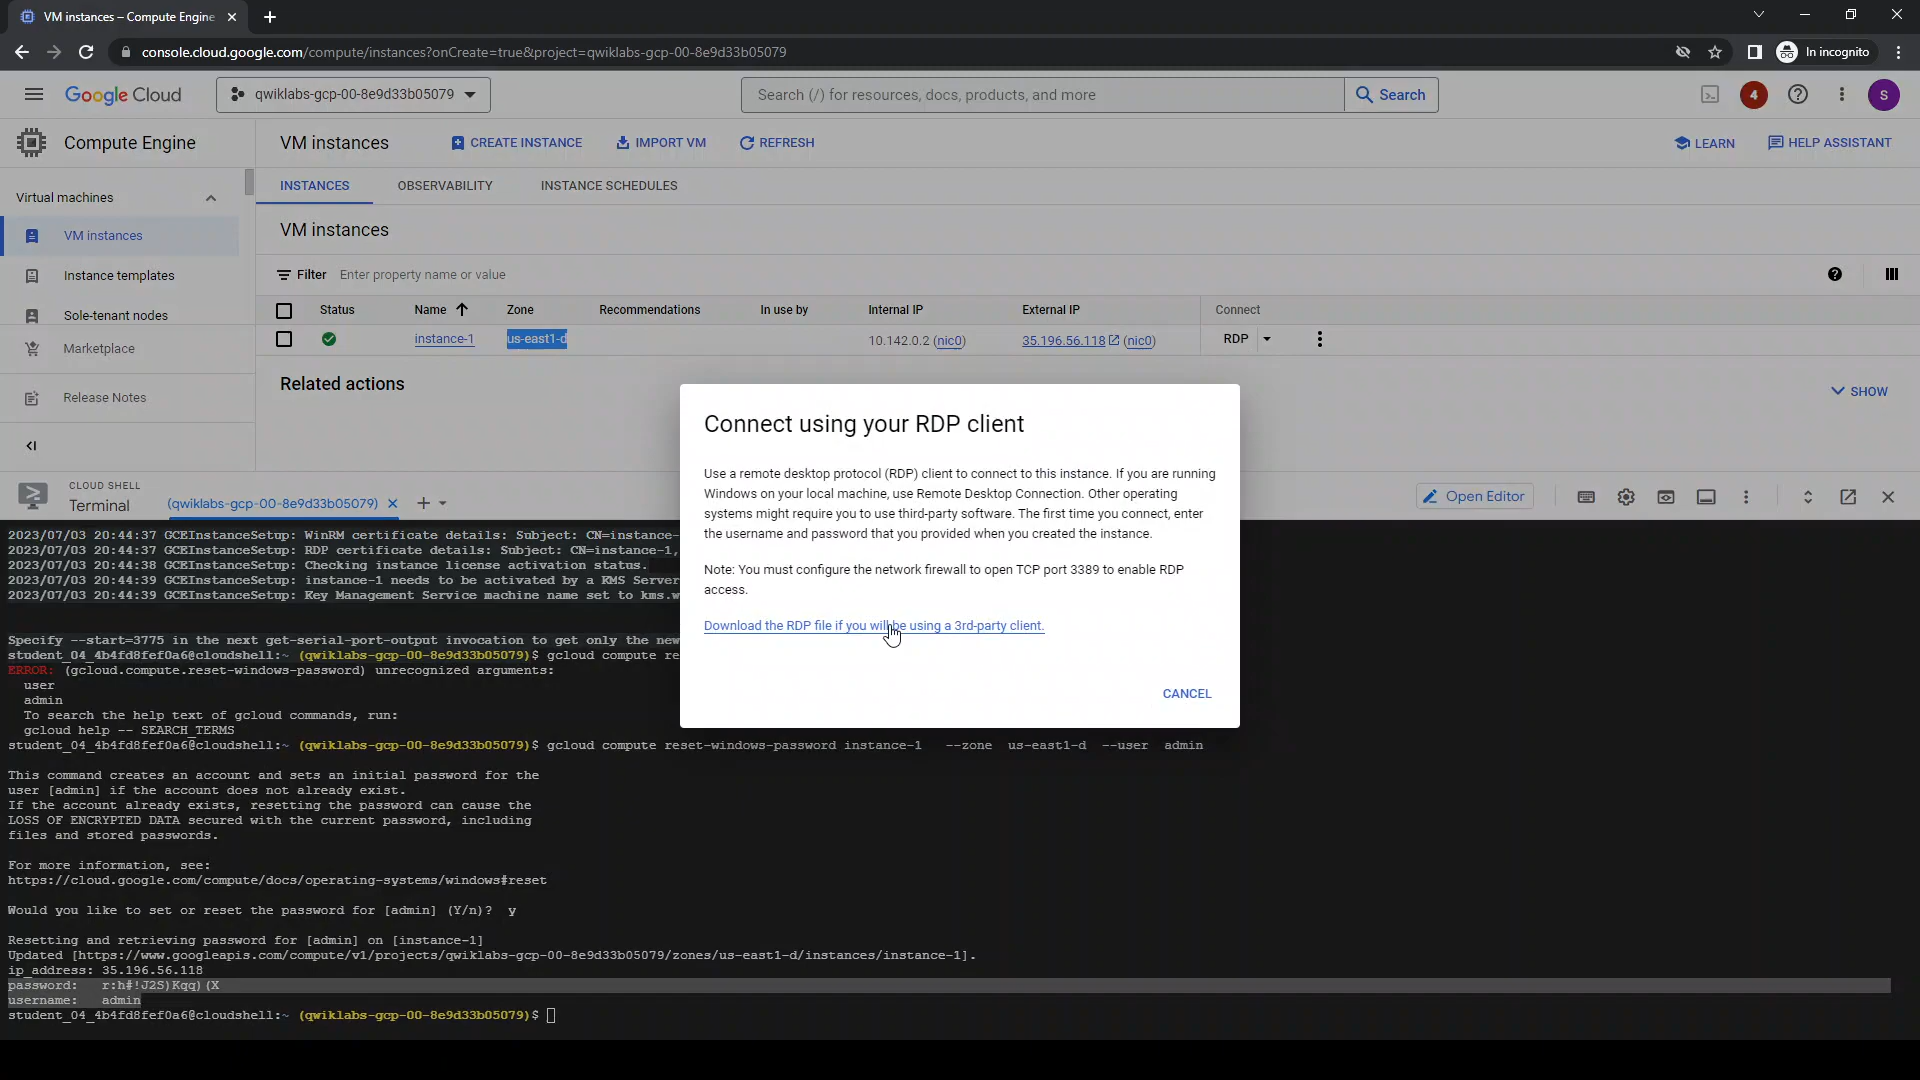 VM instances – Compute Engine
console.cloud.google.com/compute/instances?onCreate=true&project=qwiklabs-gcp-00-8e9d33b05079
In incognito
Google Cloud
qwiklabs-gcp-00-8e9d33b05079
Search (/) for resources, docs, products, and more
Search
4
S
Compute Engine
VM instances
CREATE INSTANCE
IMPORT VM
REFRESH
LEARN
HELP ASSISTANT
Virtual machines
VM instances
Instance templates
Sole-tenant nodes
Marketplace
Release Notes
INSTANCES
OBSERVABILITY
INSTANCE SCHEDULES
VM instances
Filter Enter property name or value
Status Name Zone Recommendations In use by Internal IP External IP Connect
instance-1 us-east1-d 10.142.0.2 (nic0) 35.196.56.118 (nic0) RDP
Related actions
SHOW
Connect using your RDP client
Use a remote desktop protocol (RDP) client to connect to this instance. If you are running
Windows on your local machine, use Remote Desktop Connection. Other operating
systems might require you to use third-party software. The first time you connect, enter
the username and password that you provided when you created the instance.
Note: You must configure the network firewall to open TCP port 3389 to enable RDP
access.
Download the RDP file if you will be using a 3rd-party client.
CANCEL
CLOUD SHELL
Terminal
(qwiklabs-gcp-00-8e9d33b05079)
Open Editor
2023/07/03 20:44:37 GCEInstanceSetup: WinRM certificate details: Subject: CN=instance-
2023/07/03 20:44:37 GCEInstanceSetup: RDP certificate details: Subject: CN=instance-1,
2023/07/03 20:44:38 GCEInstanceSetup: Checking instance license activation status.
2023/07/03 20:44:39 GCEInstanceSetup: instance-1 needs to be activated by a KMS Server
2023/07/03 20:44:39 GCEInstanceSetup: Key Management Service machine name set to kms.w
Specify --start=3775 in the next get-serial-port-output invocation to get only the new
student_04_4b4fd8fef0a6@cloudshell:~ (qwiklabs-gcp-00-8e9d33b05079)$ gcloud compute re
ERROR: (gcloud.compute.reset-windows-password) unrecognized arguments:
user
admin
To search the help text of gcloud commands, run:
gcloud help -- SEARCH_TERMS
student_04_4b4fd8fef0a6@cloudshell:~ (qwiklabs-gcp-00-8e9d33b05079)$ gcloud compute reset-windows-password instance-1 --zone us-east1-d --user admin
This command creates an account and sets an initial password for the
user [admin] if the account does not already exist.
If the account already exists, resetting the password can cause the
LOSS OF ENCRYPTED DATA secured with the current password, including
files and stored passwords.
For more information, see:
https://cloud.google.com/compute/docs/operating-systems/windows#reset
Would you like to set or reset the password for [admin] (Y/n)? y
Resetting and retrieving password for [admin] on [instance-1]
Updated [https://www.googleapis.com/compute/v1/projects/qwiklabs-gcp-00-8e9d33b05079/zones/us-east1-d/instances/instance-1].
ip_address: 35.196.56.118
password: r:h#!J2S)Kqq)(X
username: admin
student_04_4b4fd8fef0a6@cloudshell:~ (qwiklabs-gcp-00-8e9d33b05079)$